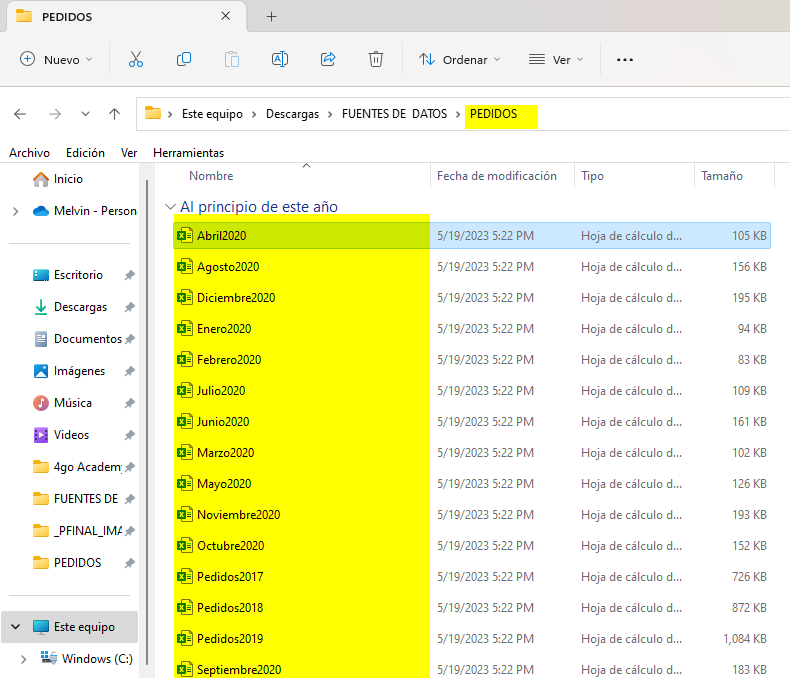 PEDIDOS
Nuevo
Ordenar
Ver
Este equipo > Descargas > FUENTES DE DATOS > PEDIDOS
Archivo Edición Ver Herramientas
Inicio
Melvin - Person
Escritorio
Descargas
Documentos
Imágenes
Música
Videos
4go Academy
FUENTES DE
_PFINAL_IMA
PEDIDOS
Este equipo
Windows (C:)
Nombre Fecha de modificación Tipo Tamaño
Al principio de este año
Abril2020 5/19/2023 5:22 PM Hoja de cálculo d... 105 KB
Agosto2020 5/19/2023 5:22 PM Hoja de cálculo d... 156 KB
Diciembre2020 5/19/2023 5:22 PM Hoja de cálculo d... 195 KB
Enero2020 5/19/2023 5:22 PM Hoja de cálculo d... 94 KB
Febrero2020 5/19/2023 5:22 PM Hoja de cálculo d... 83 KB
Julio2020 5/19/2023 5:22 PM Hoja de cálculo d... 109 KB
Junio2020 5/19/2023 5:22 PM Hoja de cálculo d... 161 KB
Marzo2020 5/19/2023 5:22 PM Hoja de cálculo d... 102 KB
Mayo2020 5/19/2023 5:22 PM Hoja de cálculo d... 126 KB
Noviembre2020 5/19/2023 5:22 PM Hoja de cálculo d... 193 KB
Octubre2020 5/19/2023 5:22 PM Hoja de cálculo d... 152 KB
Pedidos2017 5/19/2023 5:22 PM Hoja de cálculo d... 726 KB
Pedidos2018 5/19/2023 5:22 PM Hoja de cálculo d... 872 KB
Pedidos2019 5/19/2023 5:22 PM Hoja de cálculo d... 1,084 KB
Septiembre2020 5/19/2023 5:22 PM Hoja de cálculo d... 183 KB